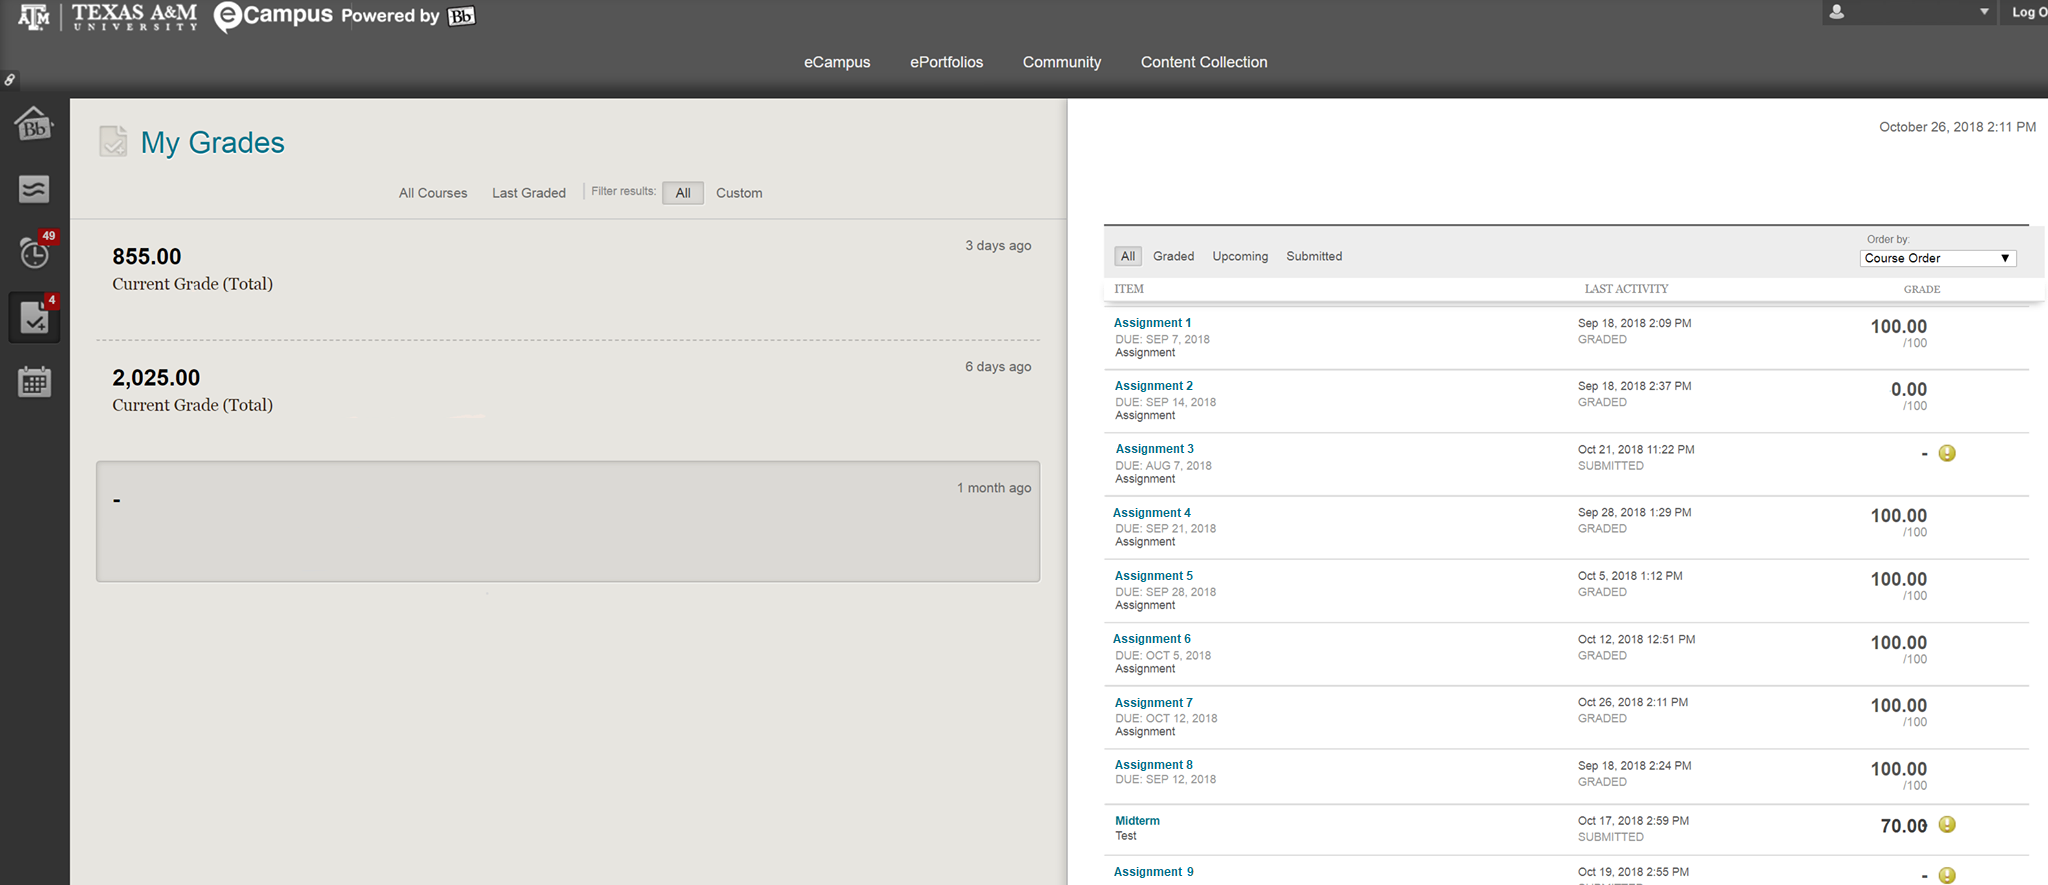 TEXAS A&M
UNIVERSITY
eCampus Powered by Bb
Log O
eCampus ePortfolios Community Content Collection
Bb
My Grades
October 26, 2018 2:11 PM
All Courses Last Graded Filter results: All Custom
49
855.00
3 days ago
Current Grade (Total)
4
2,025.00
6 days ago
Current Grade (Total)
-
1 month ago
All Graded Upcoming Submitted
Order by:
Course Order
ITEM LAST ACTIVITY GRADE
Assignment 1 Sep 18, 2018 2:09 PM 100.00
DUE: SEP 7, 2018 GRADED /100
Assignment
Assignment 2 Sep 18, 2018 2:37 PM 0.00
DUE: SEP 14, 2018 GRADED /100
Assignment
Assignment 3 Oct 21, 2018 11:22 PM -
DUE: AUG 7, 2018 SUBMITTED
Assignment
Assignment 4 Sep 28, 2018 1:29 PM 100.00
DUE: SEP 21, 2018 GRADED /100
Assignment
Assignment 5 Oct 5, 2018 1:12 PM 100.00
DUE: SEP 28, 2018 GRADED /100
Assignment
Assignment 6 Oct 12, 2018 12:51 PM 100.00
DUE: OCT 5, 2018 GRADED /100
Assignment
Assignment 7 Oct 26, 2018 2:11 PM 100.00
DUE: OCT 12, 2018 GRADED /100
Assignment
Assignment 8 Sep 18, 2018 2:24 PM 100.00
DUE: SEP 12, 2018 GRADED /100
Midterm Oct 17, 2018 2:59 PM 70.00
Test SUBMITTED
Assignment 9 Oct 19, 2018 2:55 PM -